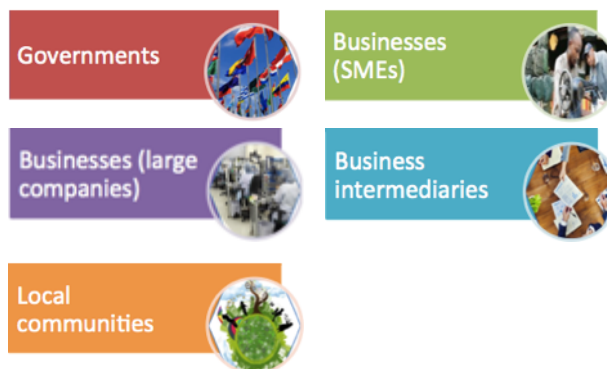 Governments
Businesses
(SMEs)
Businesses (large
companies)
Business
intermediaries
Local
communities